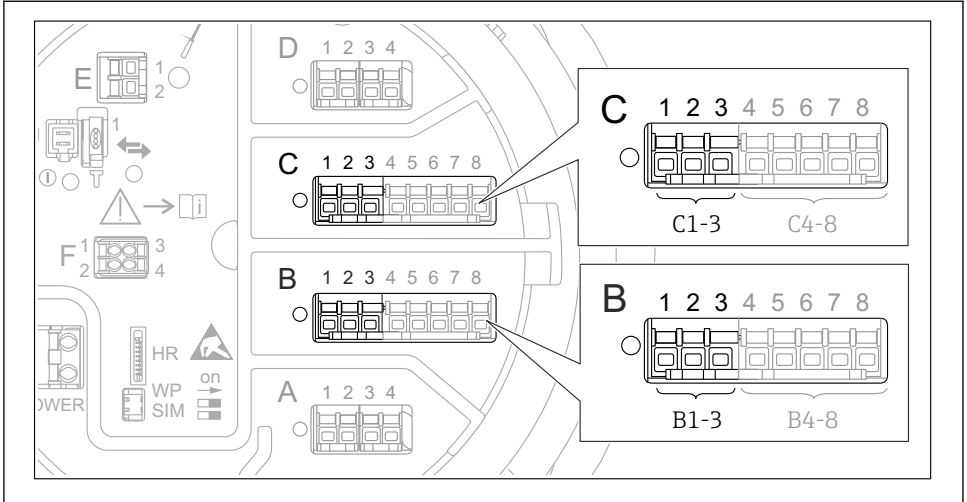 D 1 2 3 4
E 1
2
1
C 1 2 3 4 5 6 7 8
C 1 2 3 4 5 6 7 8
C1-3 C4-8
i
F 1 3
2 4
B 1 2 3 4 5 6 7 8
B 1 2 3 4 5 6 7 8
B1-3 B4-8
HR
on
WP
SIM
OWER
A 1 2 3 4